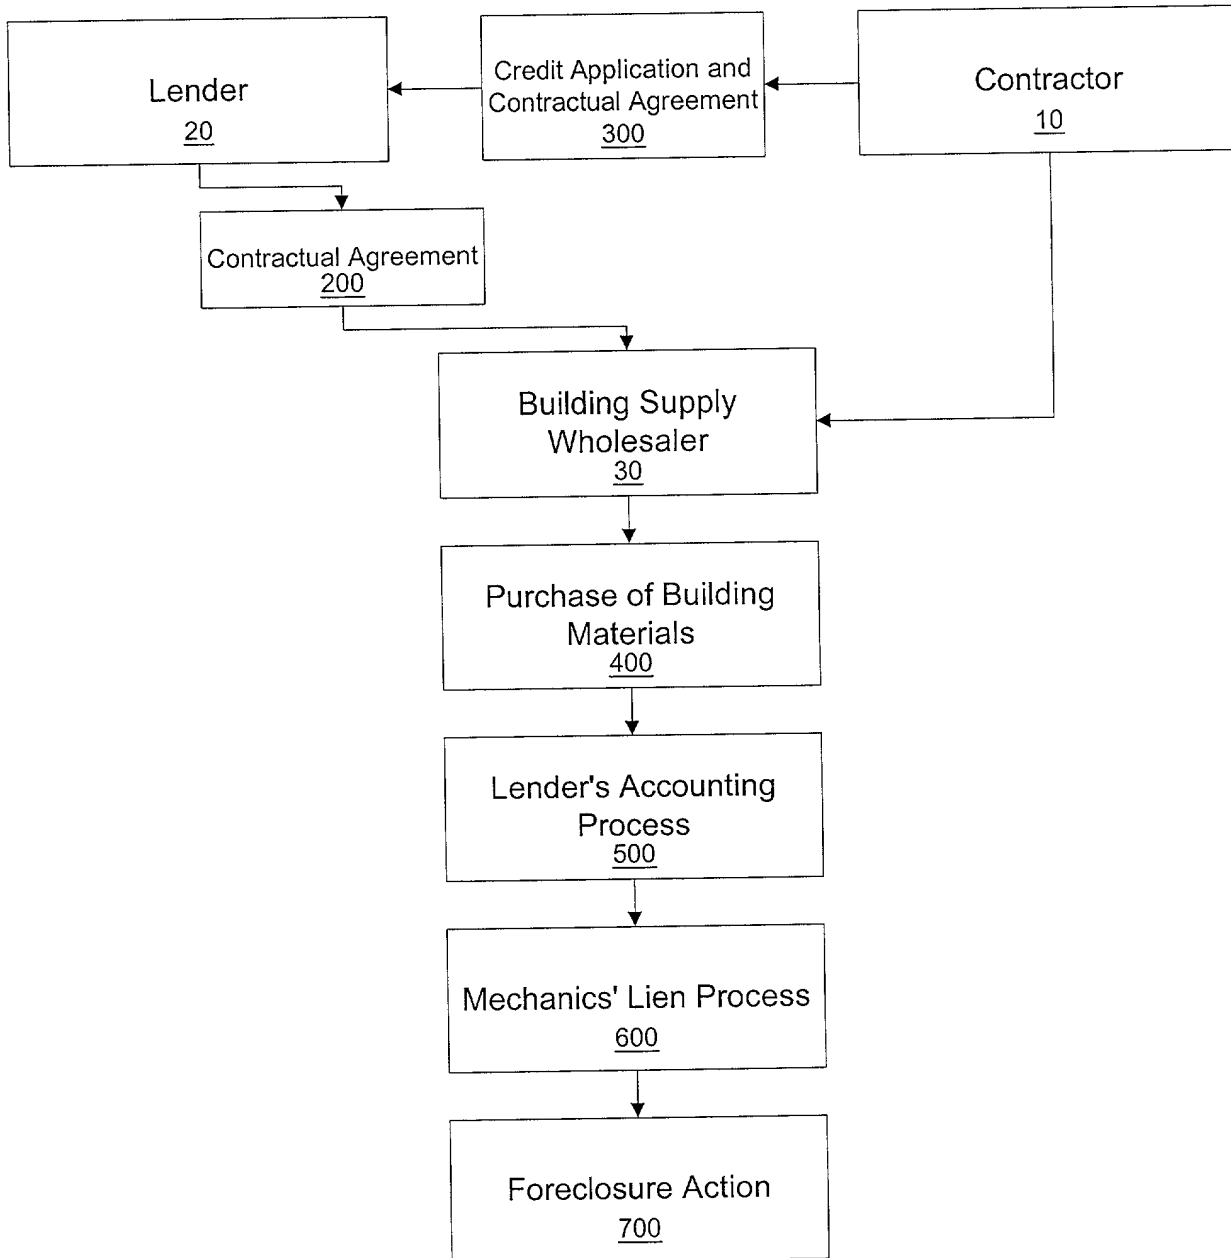 Lender
20
Credit Application and
Contractual Agreement
300
Contractor
10
Contractual Agreement
200
Building Supply
Wholesaler
30
Purchase of Building
Materials
400
Lender's Accounting
Process
500
Mechanics' Lien Process
600
Foreclosure Action
700